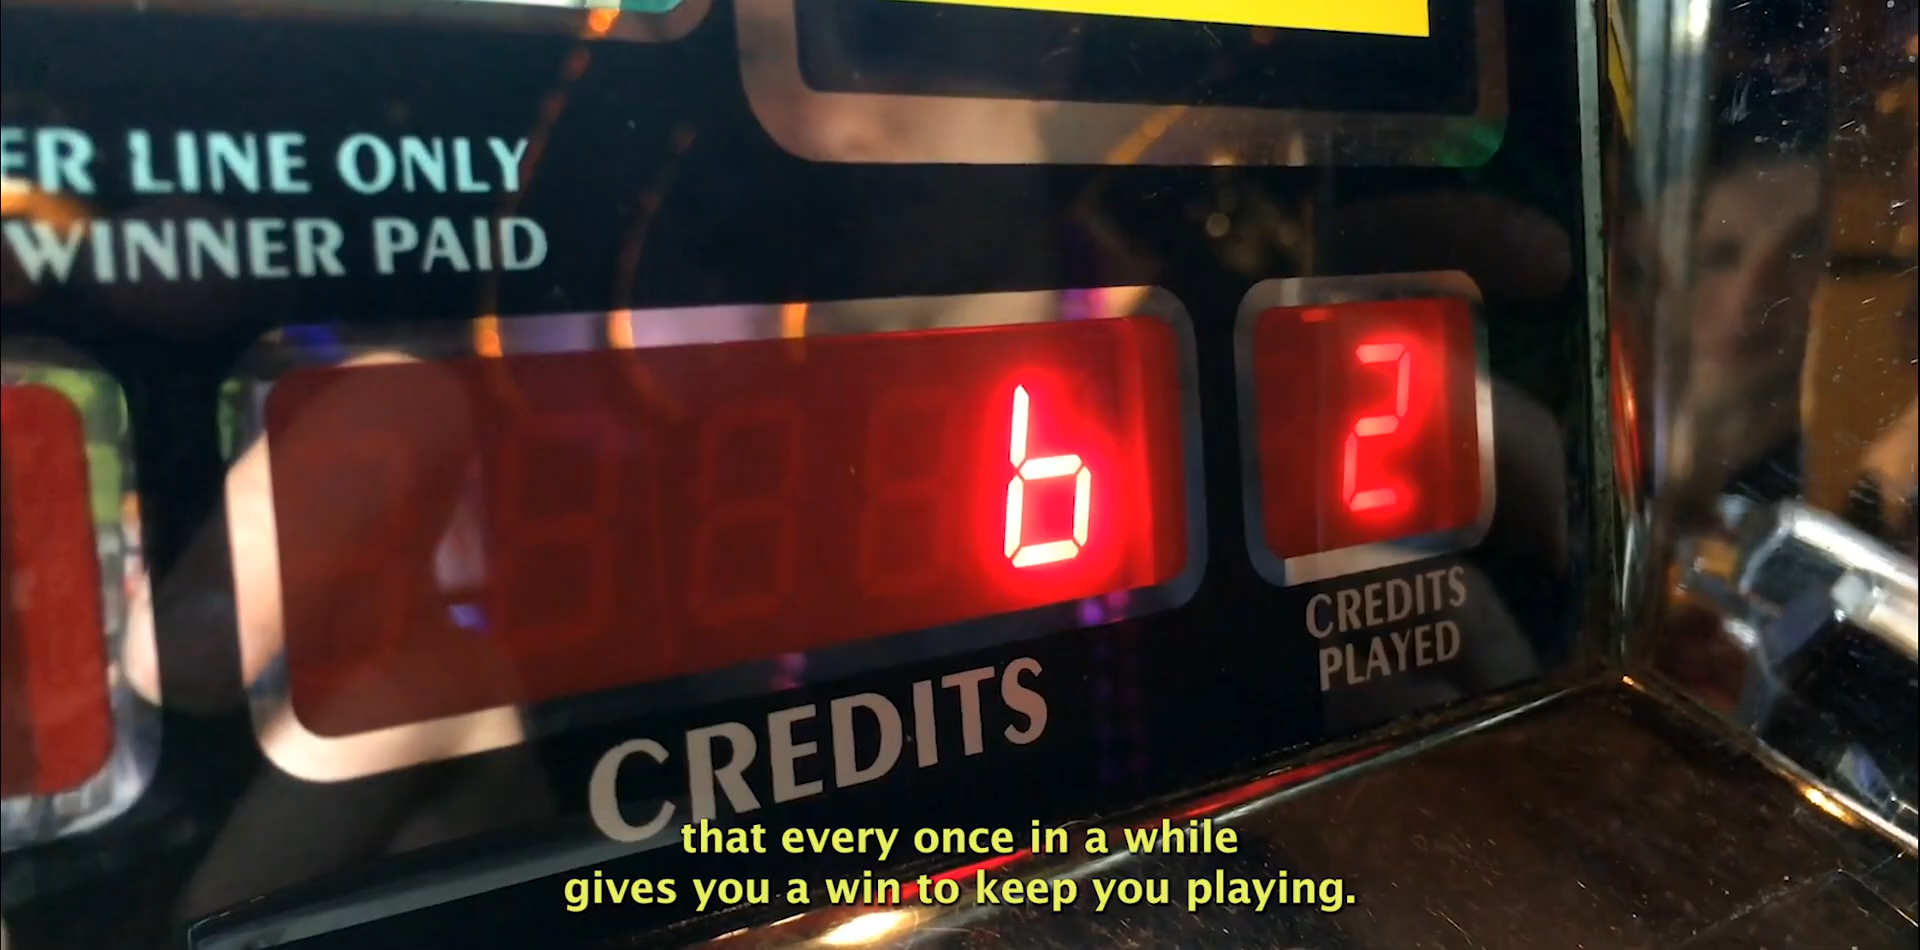 ER LINE ONLY
WINNER PAID
6
2
CREDITS
PLAYED
CREDITS
that every once in a while
gives you a win to keep you playing.